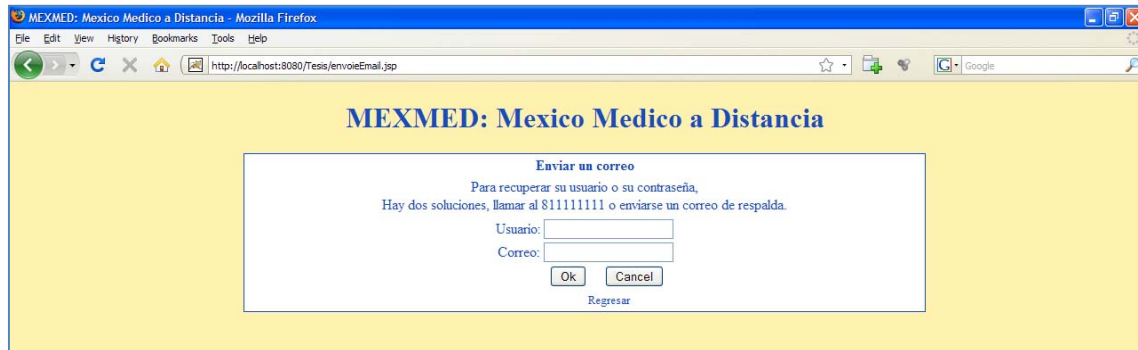 MEXMED: Mexico Medico a Distancia - Mozilla Firefox
File Edit View History Bookmarks Tools Help
http://localhost:8080/Tesis/envoieEmail.jsp
G Google
MEXMED: Mexico Medico a Distancia
Enviar un correo
Para recuperar su usuario o su contraseña,
Hay dos soluciones, llamar al 811111111 o enviarse un correo de respalda.
Usuario:
Correo:
Ok Cancel
Regresar